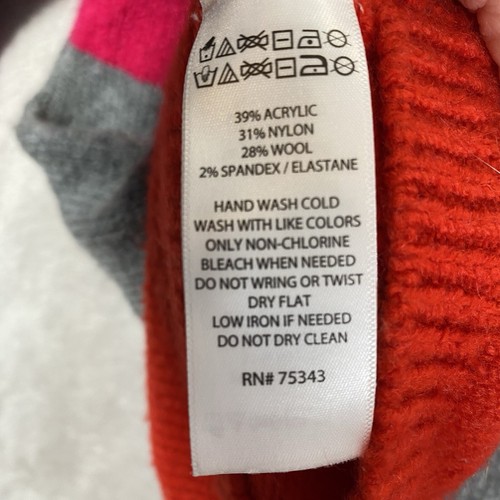 39% ACRYLIC
31% NYLON
28% WOOL
2% SPANDEX / ELASTANE
HAND WASH COLD
WASH WITH LIKE COLORS
ONLY NON-CHLORINE
BLEACH WHEN NEEDED
DO NOT WRING OR TWIST
DRY FLAT
LOW IRON IF NEEDED
DO NOT DRY CLEAN
RN# 75343